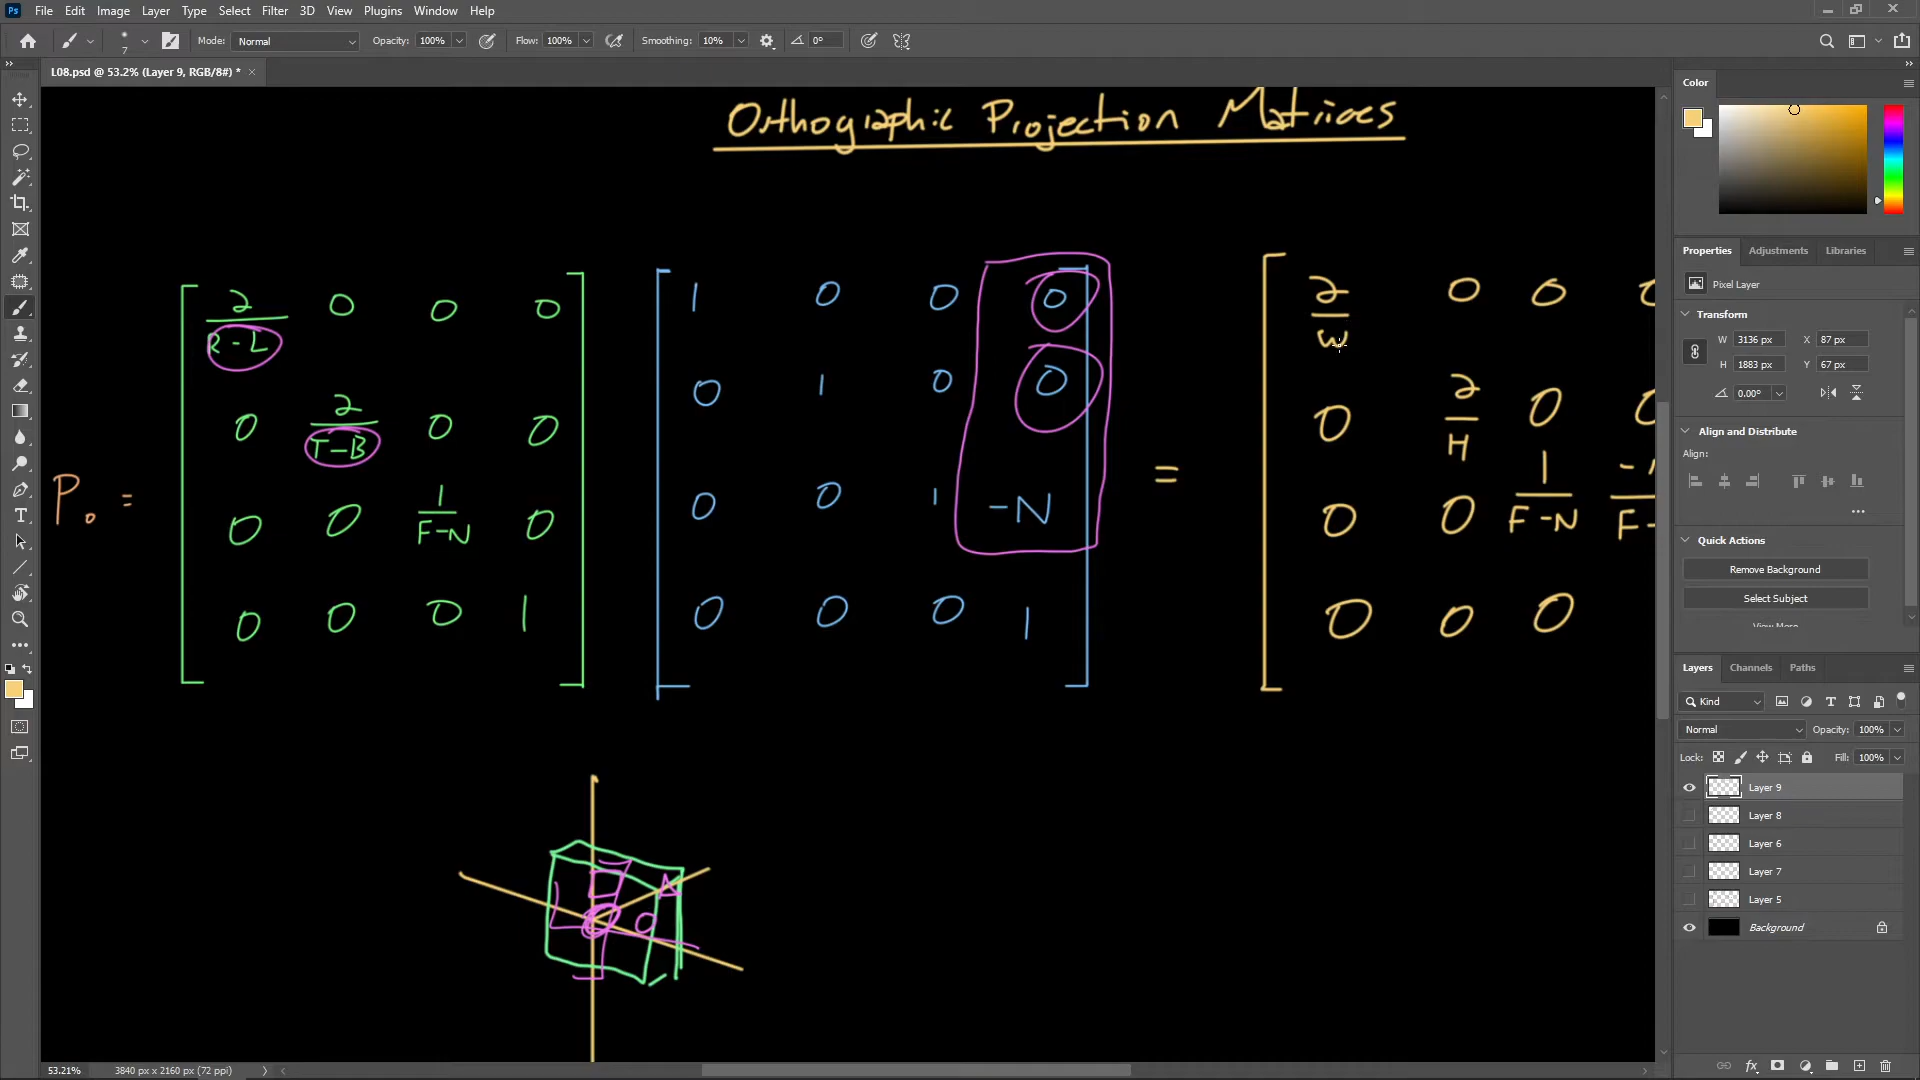 Ps File Edit Image Layer Type Select Filter 3D View Plugins Window Help
7 Mode: Normal Opacity: 100% Flow: 100% Smoothing: 10% 0°
L08.psd @ 53.2% (Layer 9, RGB/8#) * ×
Orthographic Projection Matrices
2 0 0 0
R-L
0 2 0 0
T-B
0 0 1 0
F-N
0 0 0 1
P₀ =
1 0 0 0
0 1 0 0
0 0 1 -N
0 0 0 1
=
2 0 0 0
W
0 2 0 0
H
0 0 1 -
F-N F-
0 0 0
53.21% 3840 px x 2160 px (72 ppi)
Color
Properties Adjustments Libraries
Pixel Layer
Transform
W 3136 px X 87 px
H 1883 px Y 67 px
0.00°
Align and Distribute
Align:
Quick Actions
Remove Background
Select Subject
View More
Layers Channels Paths
Kind
Normal Opacity: 100%
Lock: Fill: 100%
Layer 9
Layer 8
Layer 6
Layer 7
Layer 5
Background